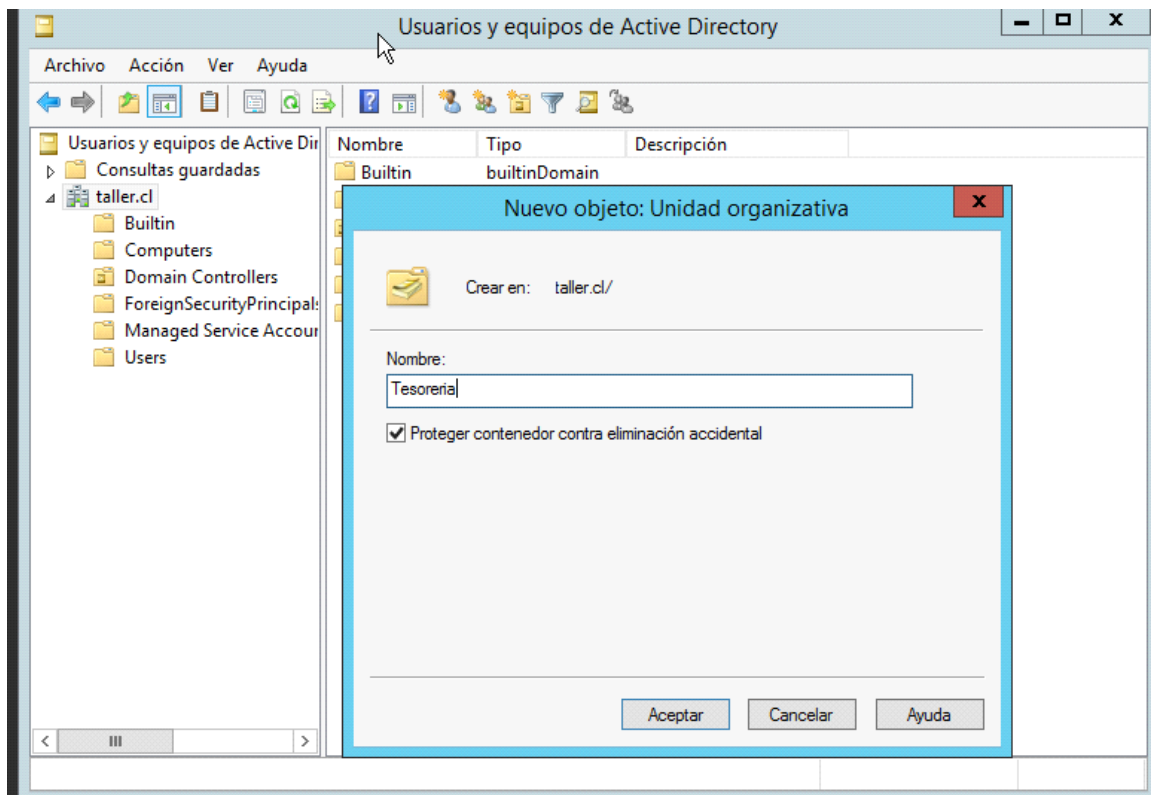 Usuarios y equipos de Active Directory
Archivo Acción Ver Ayuda
Usuarios y equipos de Active Dir
Nombre Tipo Descripción
Consultas guardadas
Builtin builtinDomain
taller.cl
Nuevo objeto: Unidad organizativa
Builtin
Computers
Domain Controllers
Crear en: taller.cl/
ForeignSecurityPrincipals
Managed Service Accour
Users
Nombre:
Tesoreria
Proteger contenedor contra eliminación accidental
Aceptar Cancelar Ayuda